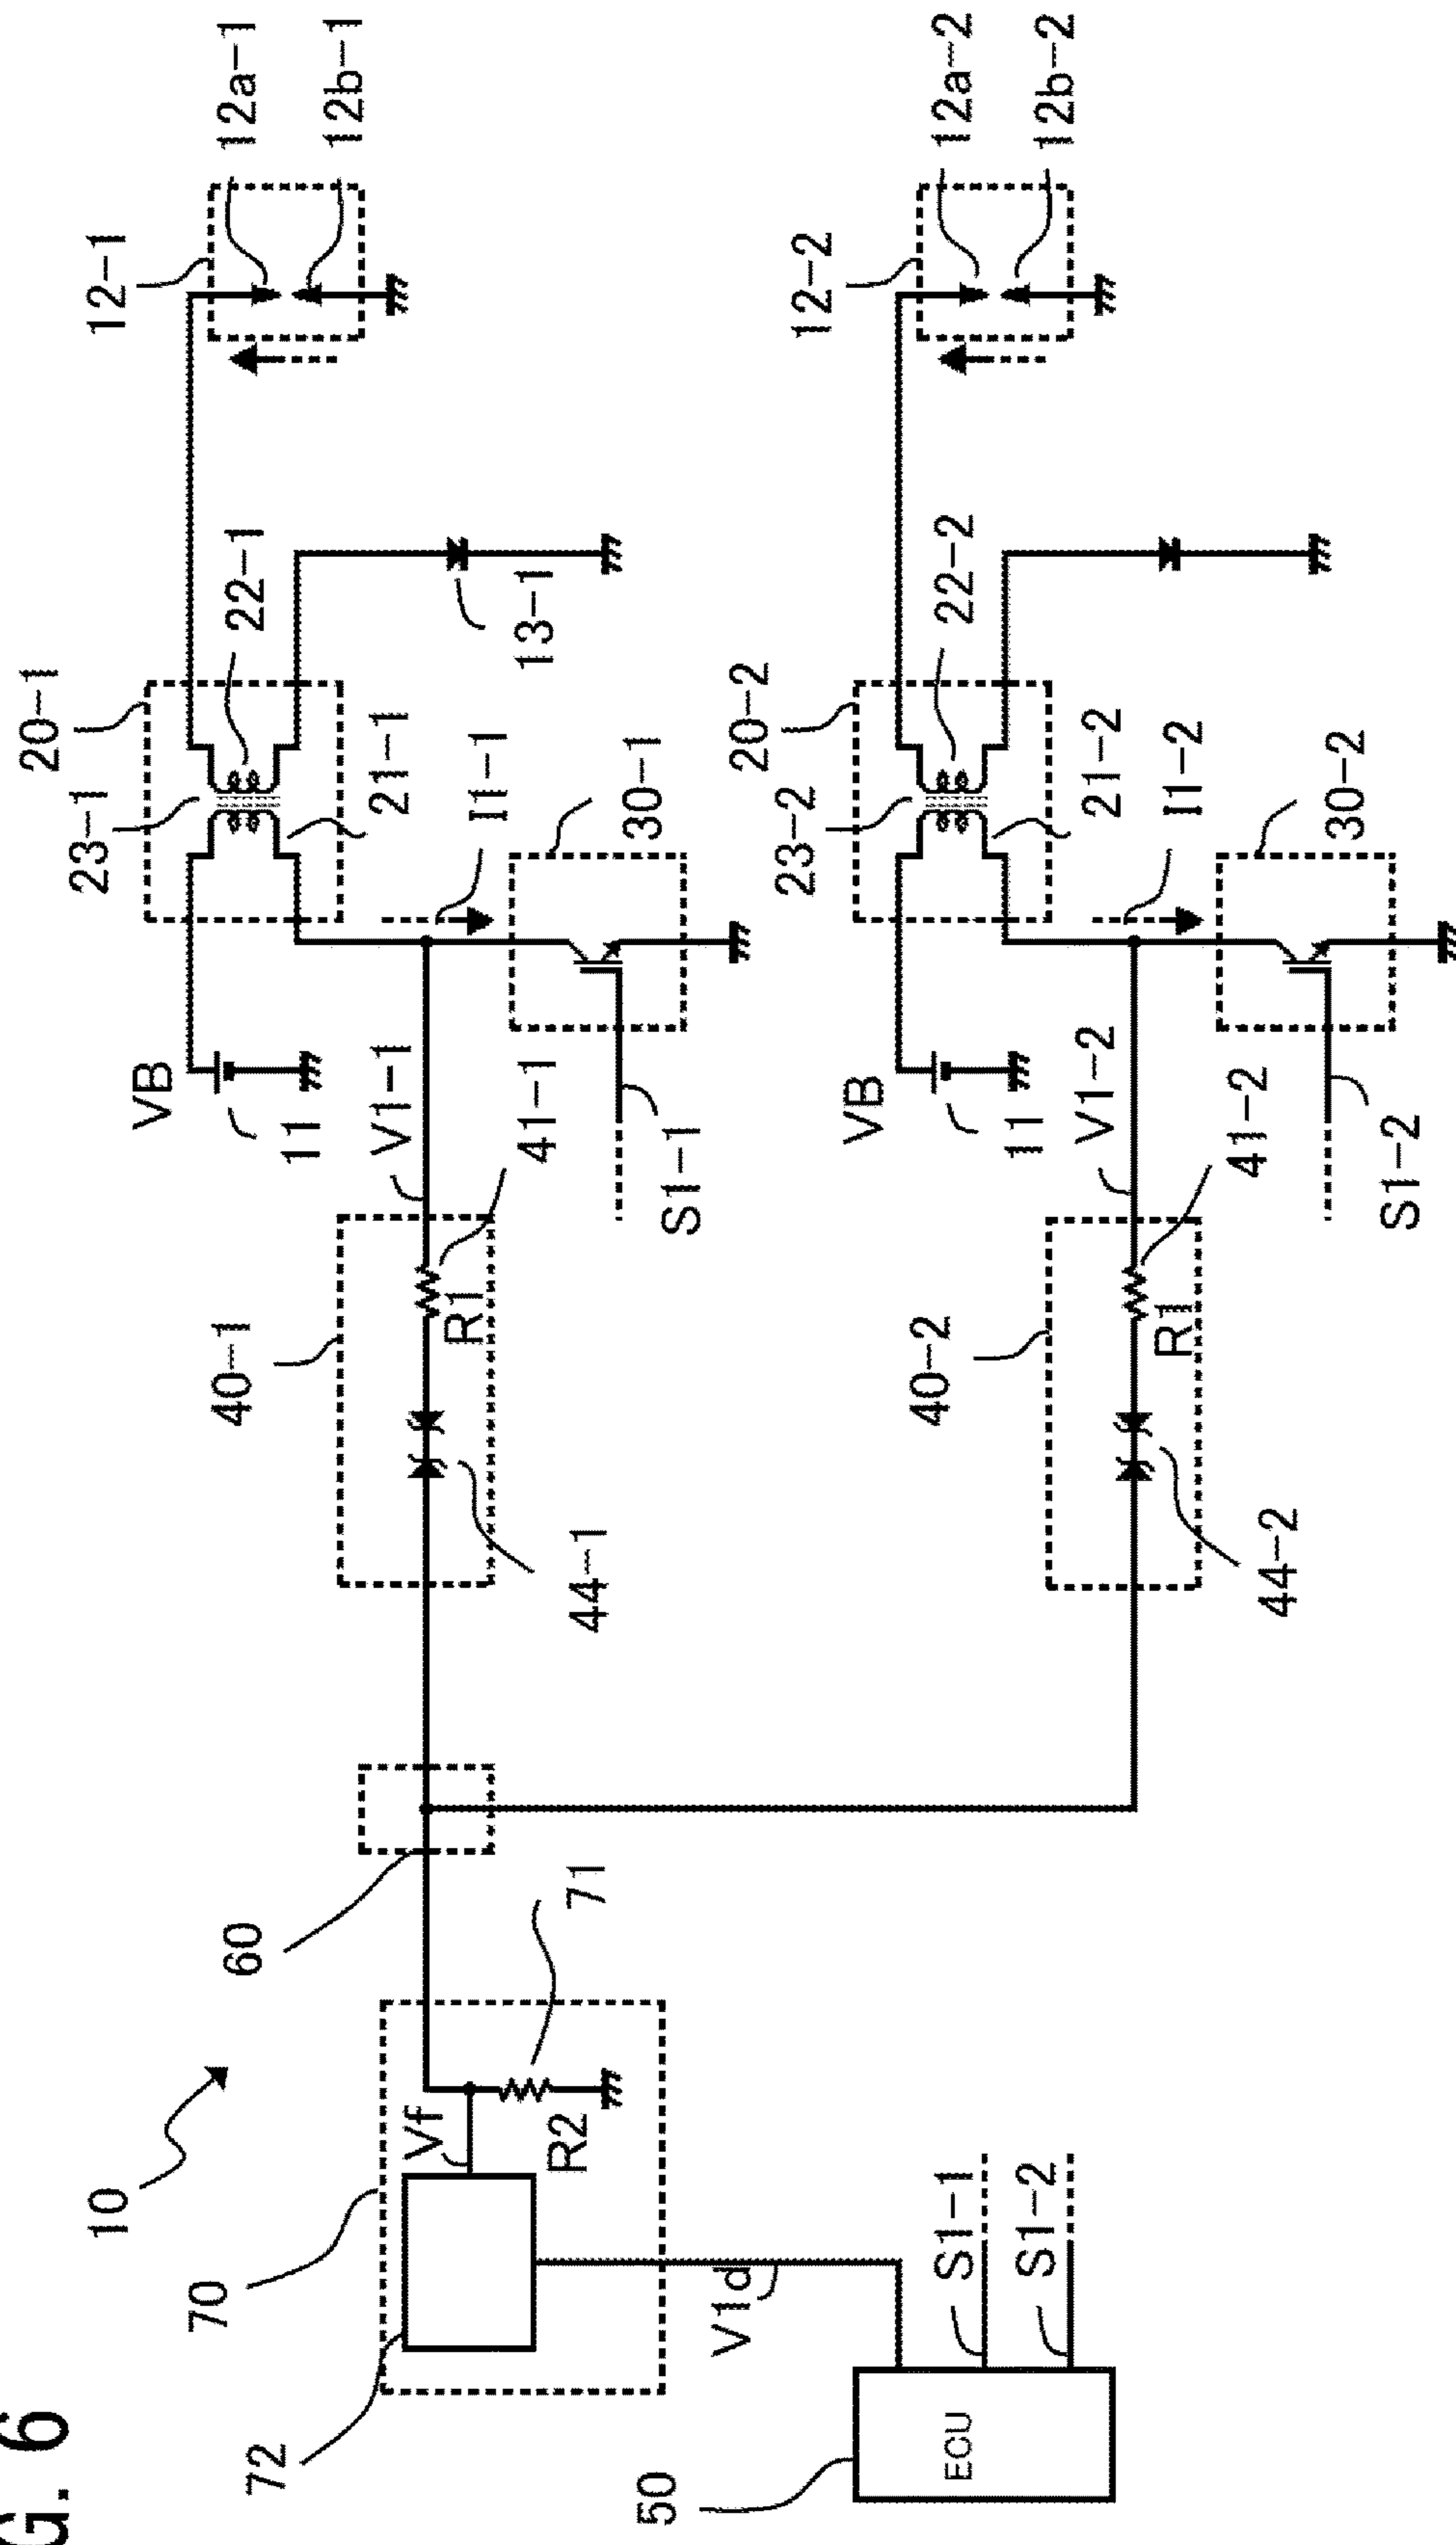 G. 6
10
20-1
23-1
22-1
12-1
12a-1
12b-1
VB
11
21-1
I1-1
13-1
V1-1
30-1
40-1
R1
41-1
S1-1
44-1
60
70
72
Vf
71
R2
V1d
50
ECU
S1-1
S1-2
20-2
23-2
22-2
12-2
12a-2
12b-2
VB
11
21-2
I1-2
V1-2
30-2
40-2
R1
41-2
S1-2
44-2